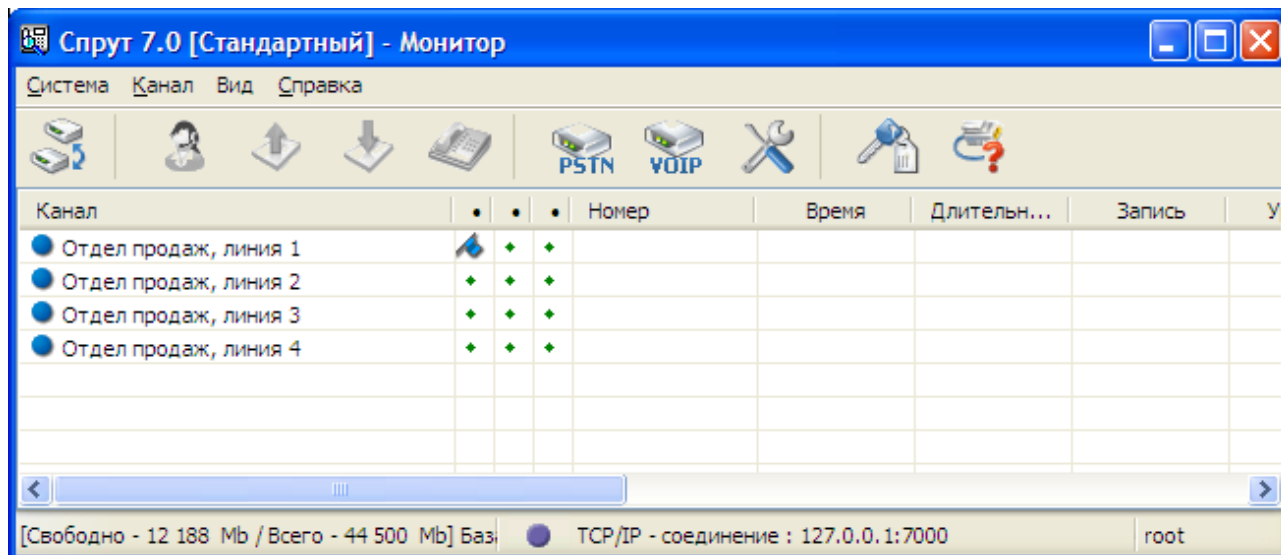 Спрут 7.0 [Стандартный] - Монитор
Система Канал Вид Справка
PSTN VOIP
Канал Номер Время Длительн... Запись У
Отдел продаж, линия 1
Отдел продаж, линия 2
Отдел продаж, линия 3
Отдел продаж, линия 4
[Свободно - 12 188 Mb / Всего - 44 500 Mb] Баз TCP/IP - соединение : 127.0.0.1:7000 root